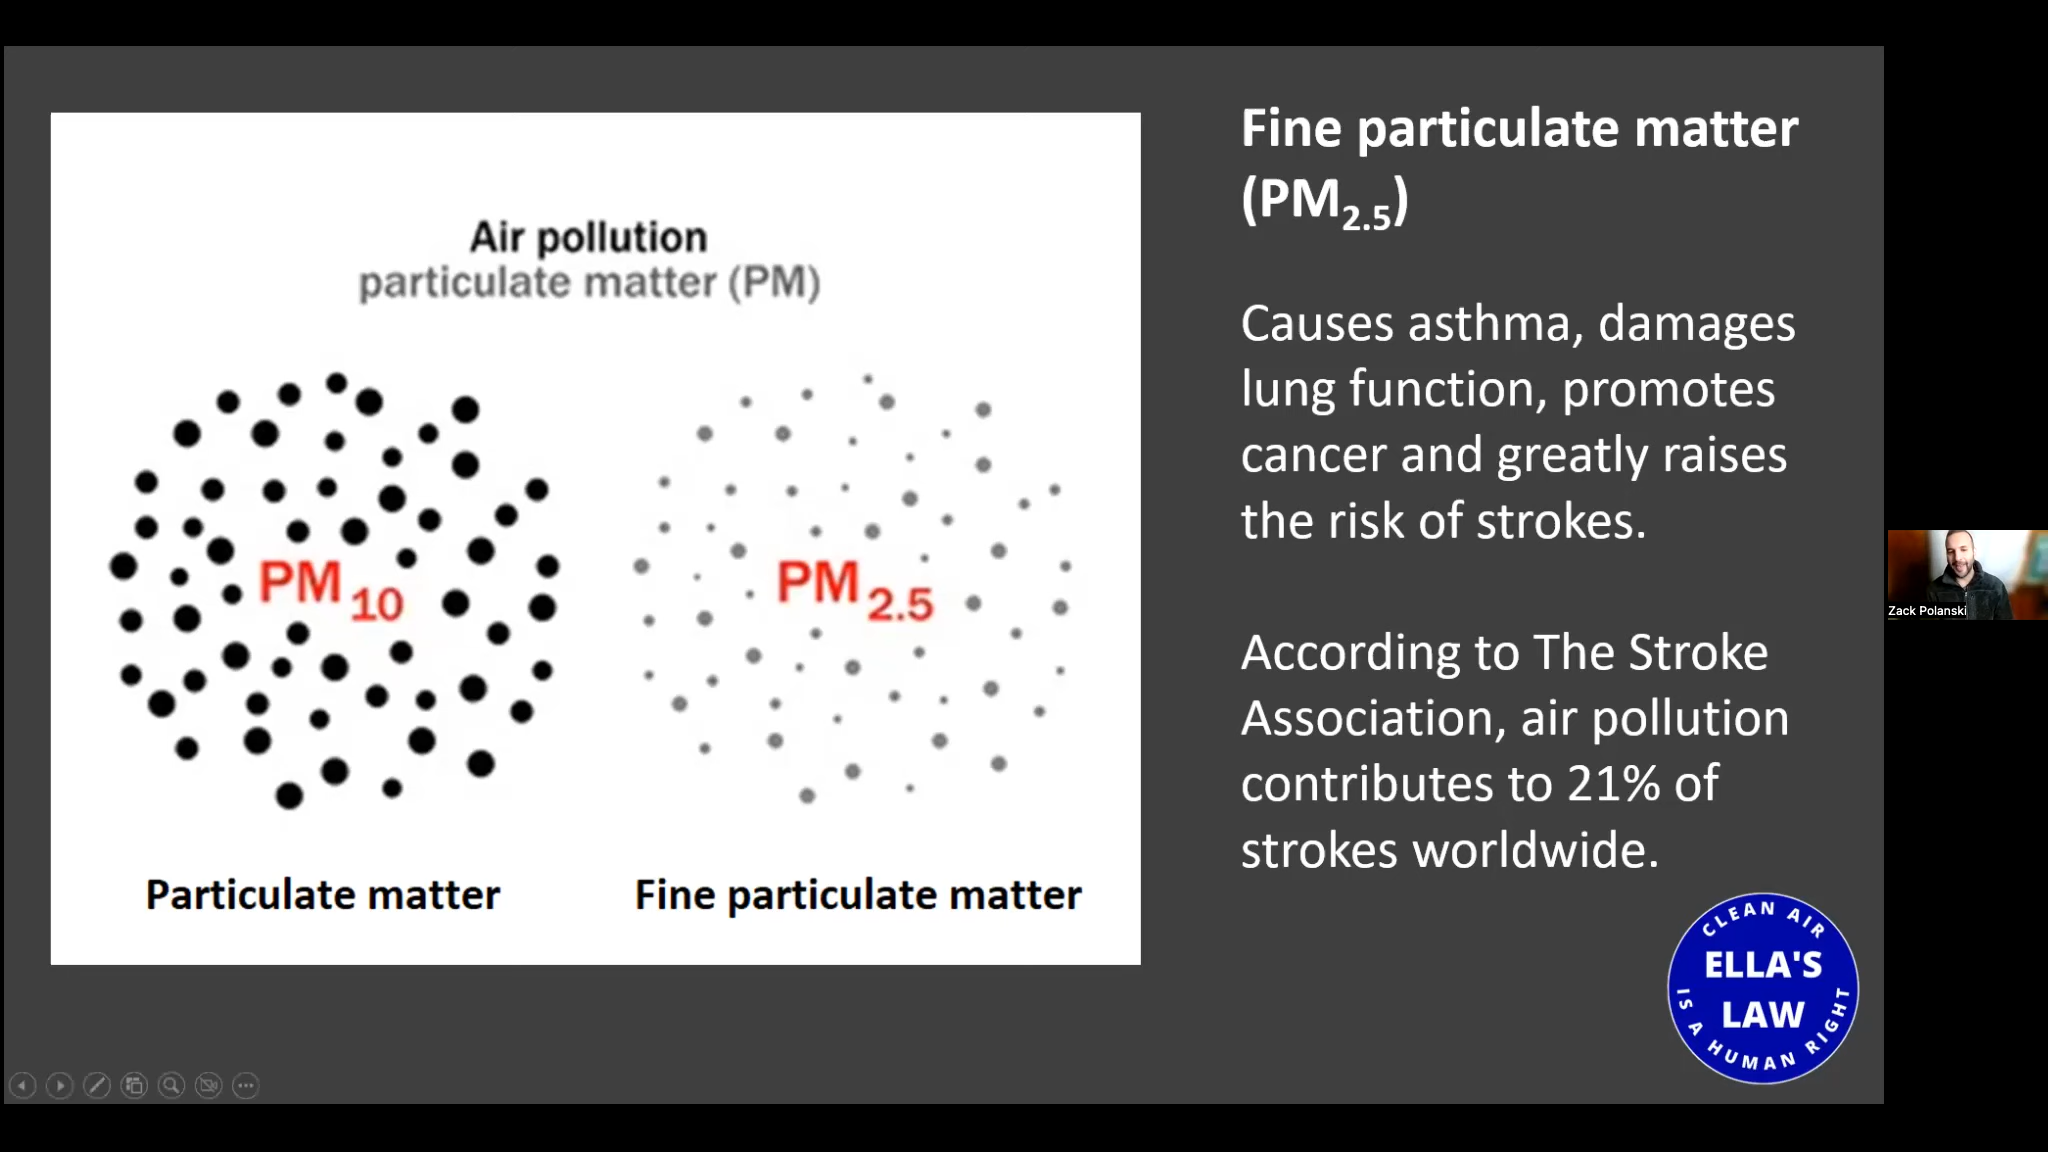 Air pollution
particulate matter (PM)
PM10
PM2.5
Particulate matter
Fine particulate matter
Fine particulate matter
(PM2.5)
Causes asthma, damages
lung function, promotes
cancer and greatly raises
the risk of strokes.
According to The Stroke
Association, air pollution
contributes to 21% of
strokes worldwide.
CLEAN AIR
ELLA'S
LAW
IS A HUMAN RIGHT
Zack Polanski